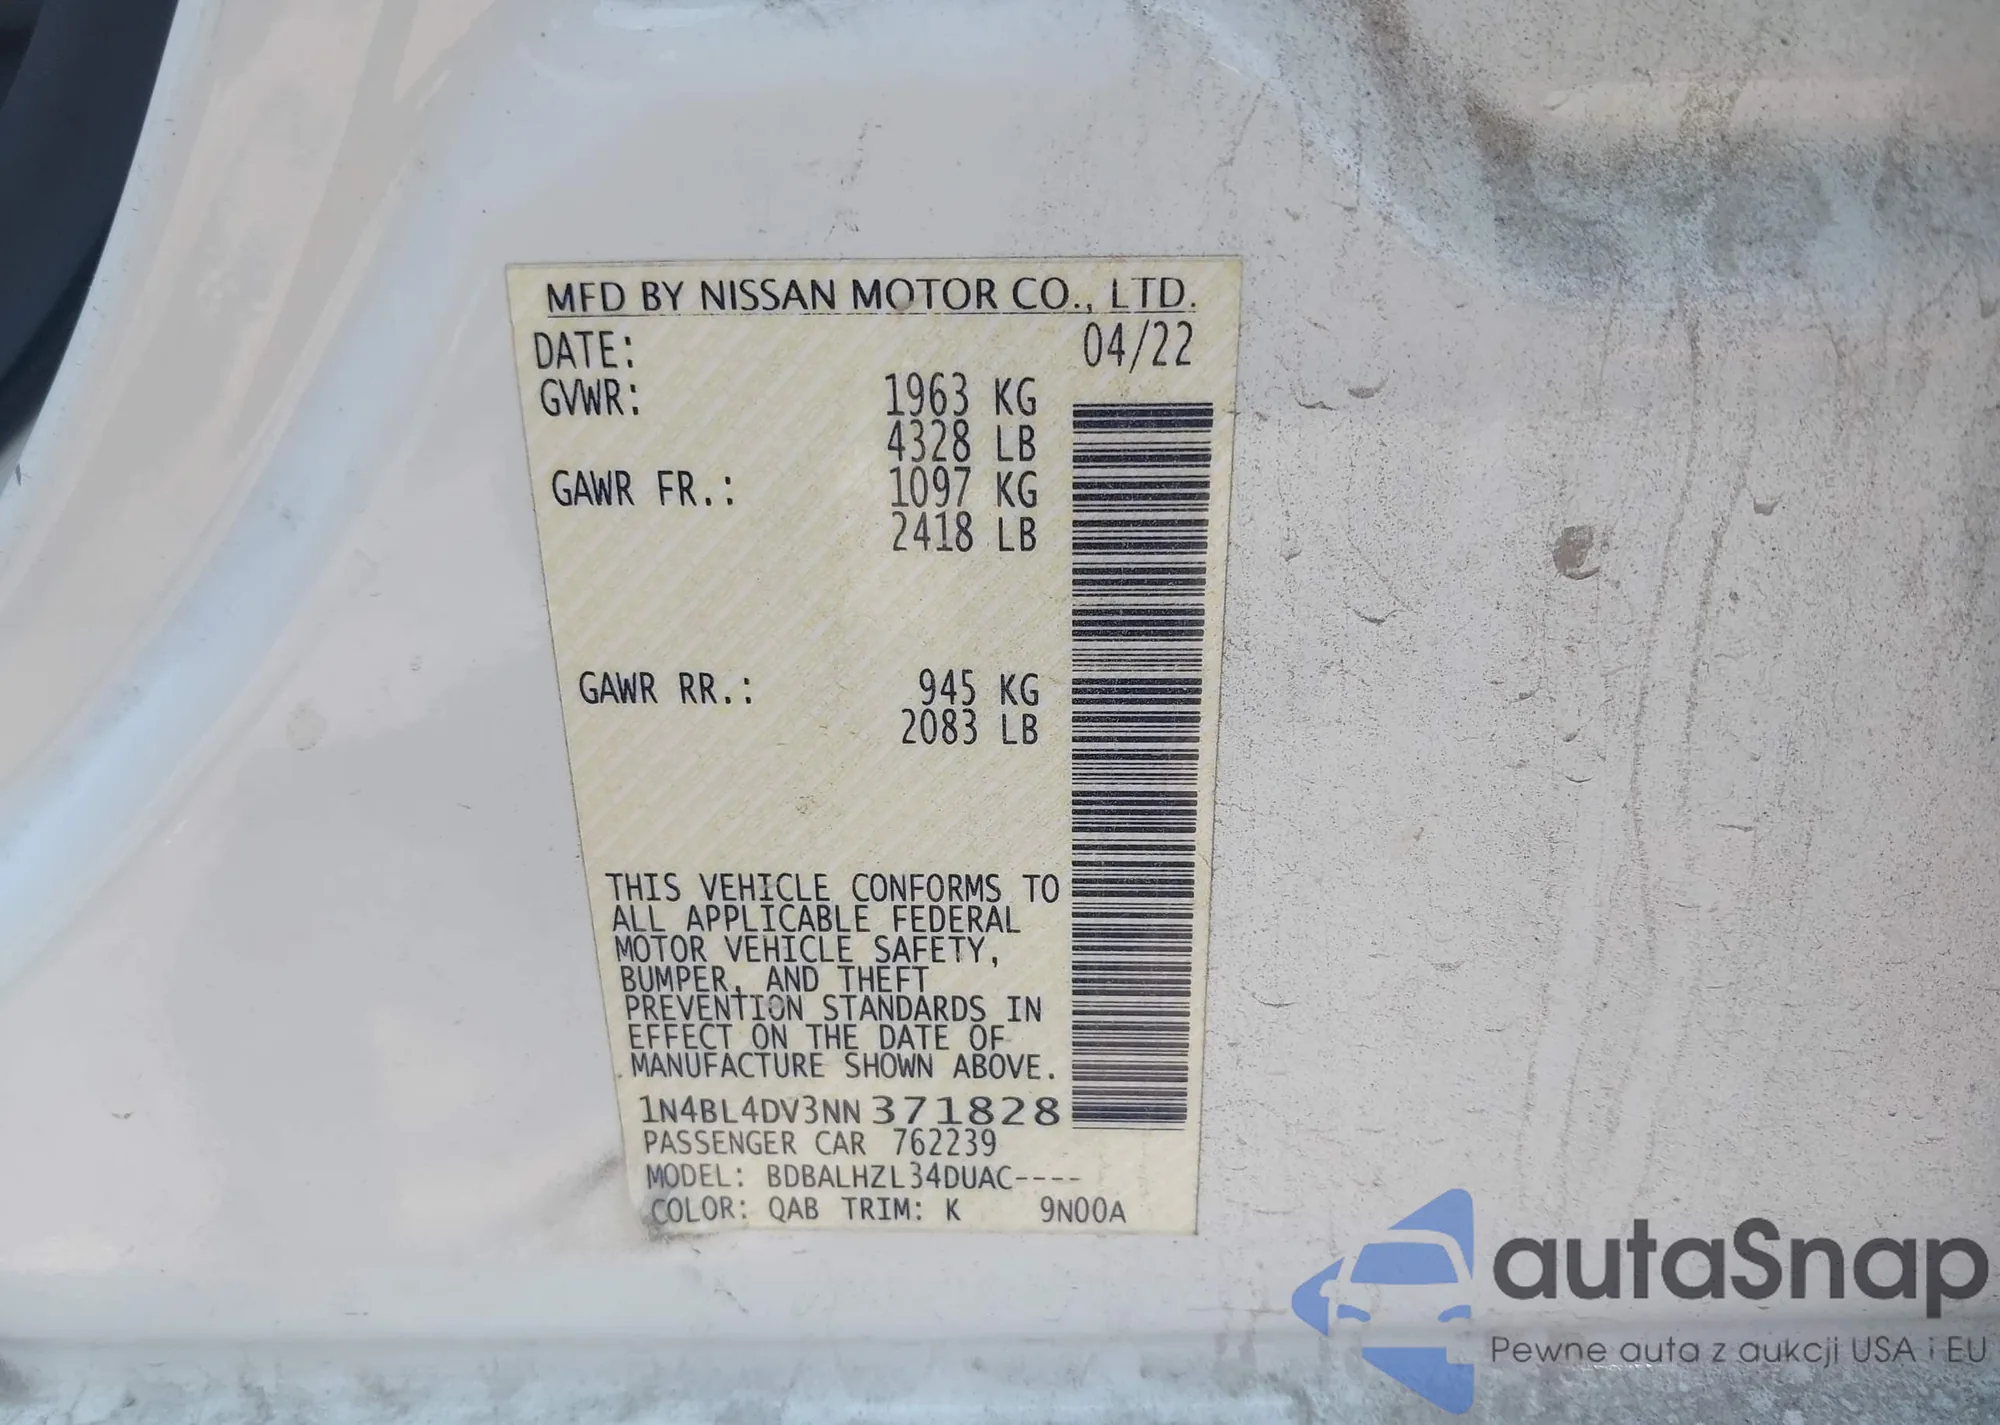 MFD BY NISSAN MOTOR CO., LTD.
DATE: 04/22
GVWR: 1963 KG
4328 LB
GAWR FR.: 1097 KG
2418 LB
GAWR RR.: 945 KG
2083 LB
THIS VEHICLE CONFORMS TO
ALL APPLICABLE FEDERAL
MOTOR VEHICLE SAFETY,
BUMPER, AND THEFT
PREVENTION STANDARDS IN
EFFECT ON THE DATE OF
MANUFACTURE SHOWN ABOVE.
1N4BL4DV3NN371828
PASSENGER CAR 762239
MODEL: BDBALHZL34DUAC----
COLOR: QAB TRIM: K 9N00A
autaSnap
Pewne auta z aukcji USA i EU